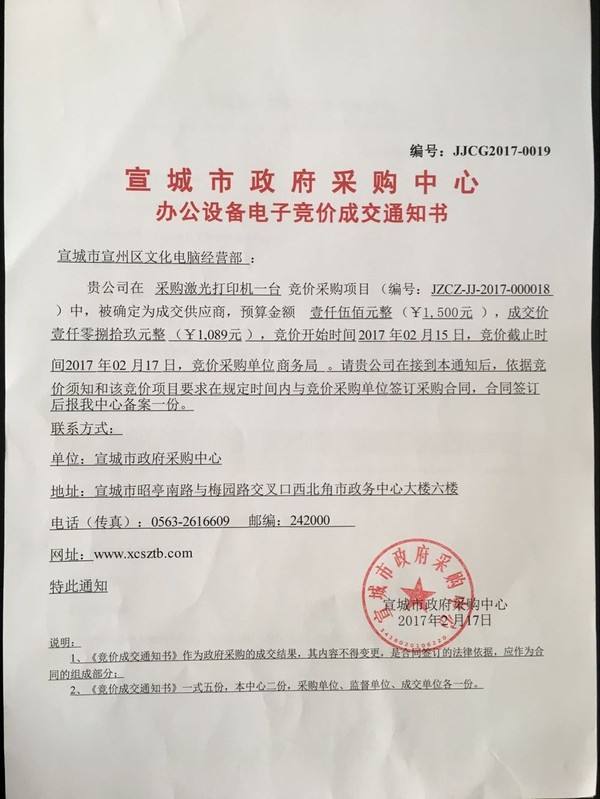 编号：JJCG2017-0019
宣城市政府采购中心
办公设备电子竞价成交通知书
宣城市宣州区文化电脑经营部：
贵公司在 采购激光打印机一台 竞价采购项目（编号：JZCZ-JJ-2017-000018
）中，被确定为成交供应商，预算金额 壹仟伍佰元整（￥1,500元），成交价
壹仟零捌拾玖元整（￥1,089元），竞价开始时间2017年02月15日，竞价截止时
间2017年02月17日，竞价采购单位商务局。请贵公司在接到本通知后，依据竞
价须知和该竞价项目要求在规定时间内与竞价采购单位签订采购合同，合同签订
后报我中心备案一份。
联系方式：
单位：宣城市政府采购中心
地址：宣城市昭亭南路与梅园路交叉口西北角市政务中心大楼六楼
电话（传真）：0563-2616609 邮编：242000
网址：www.xcsztb.com
特此通知
宣城市政府采购中心
宣城市政府采购中心
2017年2月17日
说明：
1、《竞价成交通知书》作为政府采购的成交结果，其内容不得变更，是合同签订的法律依据，应作为合
同的组成部分；
2、《竞价成交通知书》一式五份，本中心二份，采购单位、监督单位、成交单位各一份。